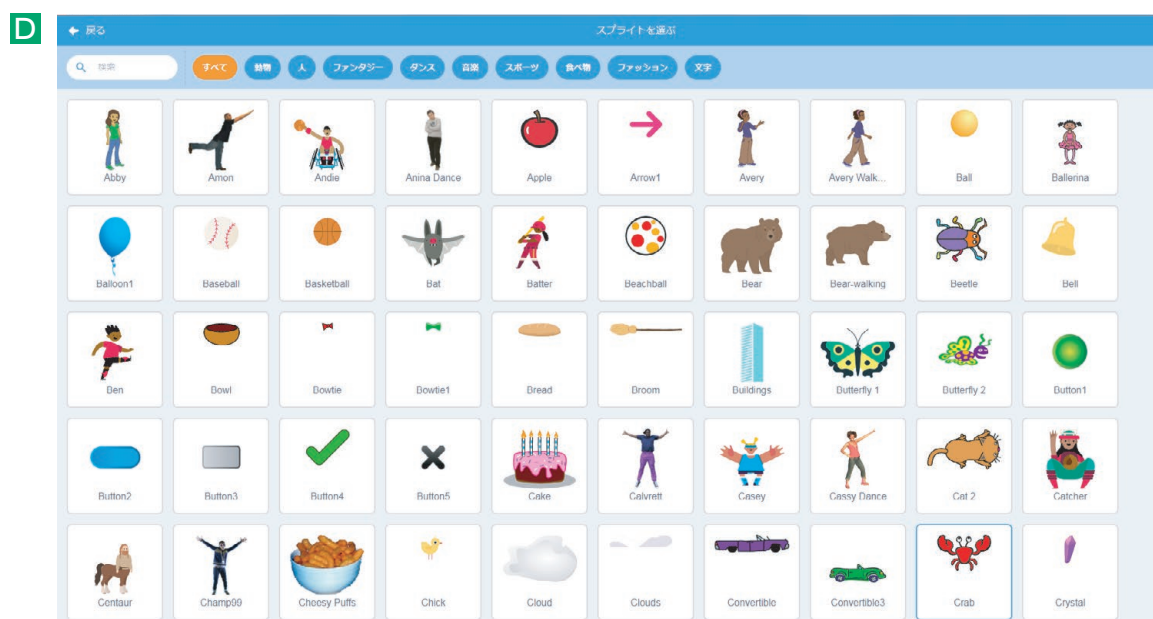 D
戻る
スプライトを選ぶ
検索
すべて 動物 人 ファンタジー ダンス 音楽 スポーツ 食べ物 ファッション 文字
Abby Amon Andie Anina Dance Apple Arrow1 Avery Avery Walk... Ball Ballerina
Balloon1 Baseball Basketball Bat Batter Beachball Bear Bear-walking Beetle Bell
Ben Bowl Bowtie Bowtie1 Bread Broom Buildings Butterfly 1 Butterfly 2 Button1
Button2 Button3 Button4 Button5 Cake Calvrett Casey Cassy Dance Cat 2 Catcher
Centaur Champ99 Cheesy Puffs Chick Cloud Clouds Convertible Convertible3 Crab Crystal